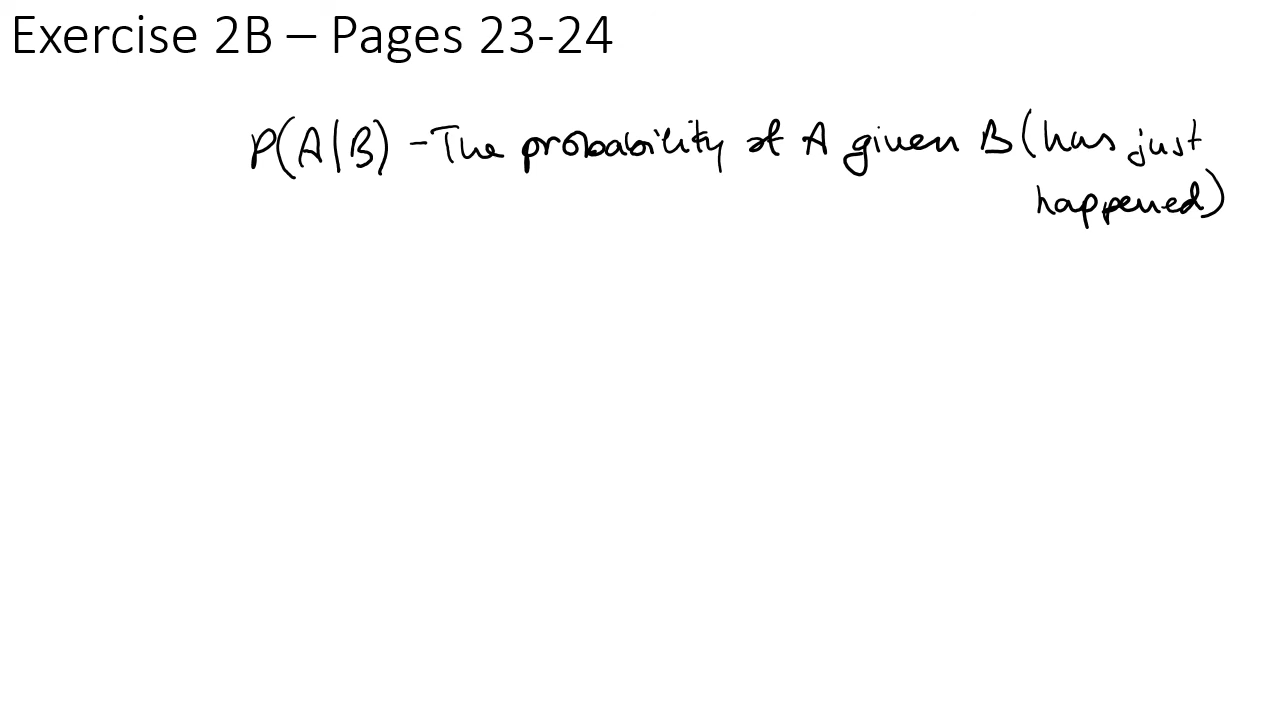 Exercise 2B – Pages 23-24
P(A|B) - The probability of A given B (has just
happened)